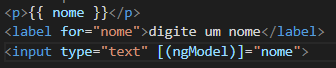 <p>{{ nome }}</p>
<label for="nome">digite um nome</label>
<input type="text" [(ngModel)]="nome">